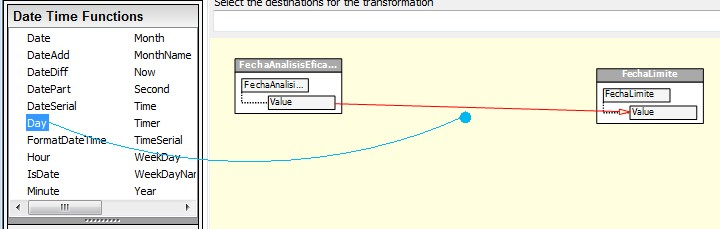 Select the destinations for the transformation
Date Time Functions
Date Month
DateAdd MonthName
DateDiff Now
DatePart Second
DateSerial Time
Day Timer
FormatDateTime TimeSerial
Hour WeekDay
IsDate WeekDayNar
Minute Year
FechaAnalisisEfica...
FechaAnalisi...
Value
FechaLimite
FechaLimite
Value